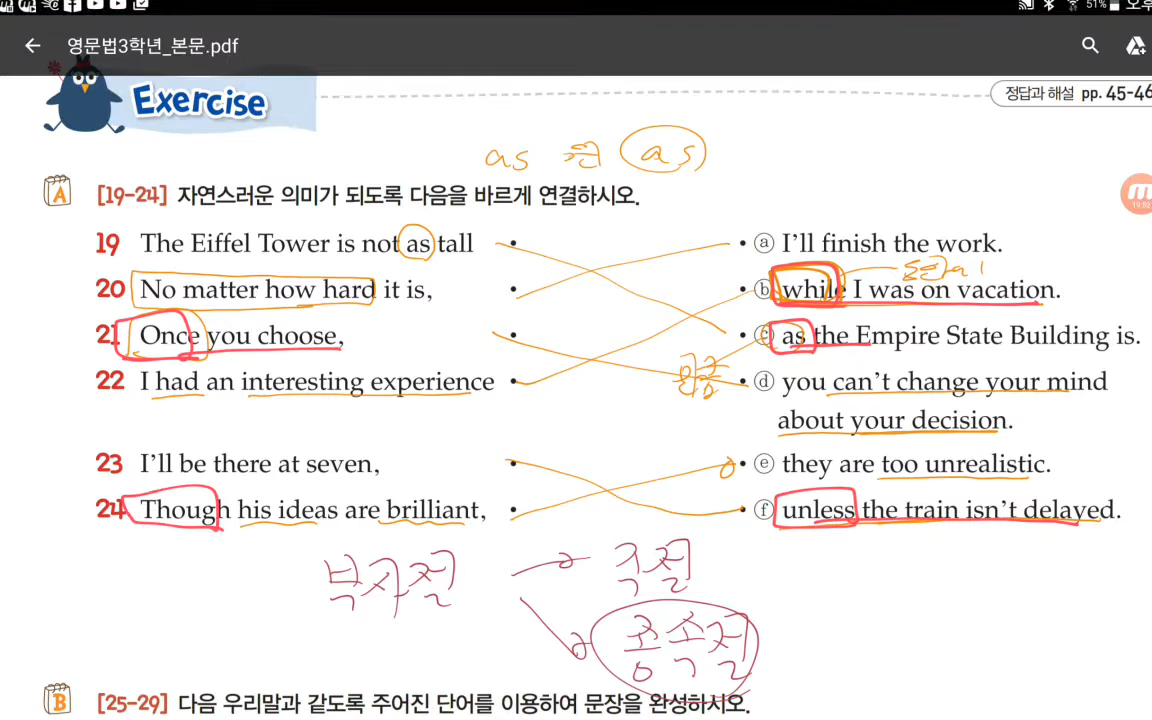 51% 오후
영문법3학년_본문.pdf
Exercise
정답과 해설 pp. 45-46
as 원 as
A [19-24] 자연스러운 의미가 되도록 다음을 바르게 연결하시오.
19 The Eiffel Tower is not as tall • • ⓐ I'll finish the work.
20 No matter how hard it is, • • ⓑ while I was on vacation.
21 Once you choose, • • ⓒ as the Empire State Building is.
22 I had an interesting experience • • ⓓ you can't change your mind
about your decision.
23 I'll be there at seven, • • ⓔ they are too unrealistic.
24 Though his ideas are brilliant, • • ⓕ unless the train isn't delayed.
부사절
주절
종속절
B [25-29] 다음 우리말과 같도록 주어진 단어를 이용하여 문장을 완성하시오.